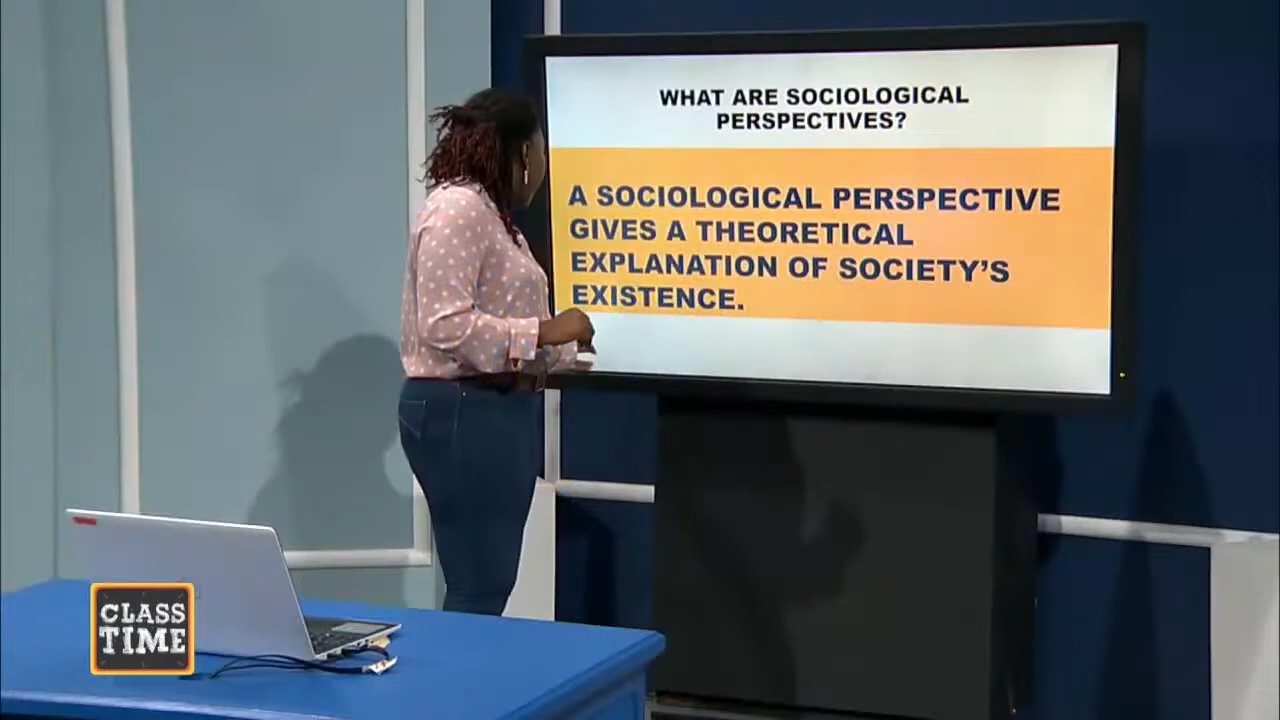 WHAT ARE SOCIOLOGICAL
PERSPECTIVES?
A SOCIOLOGICAL PERSPECTIVE
GIVES A THEORETICAL
EXPLANATION OF SOCIETY'S
EXISTENCE.
CLASS
TIME